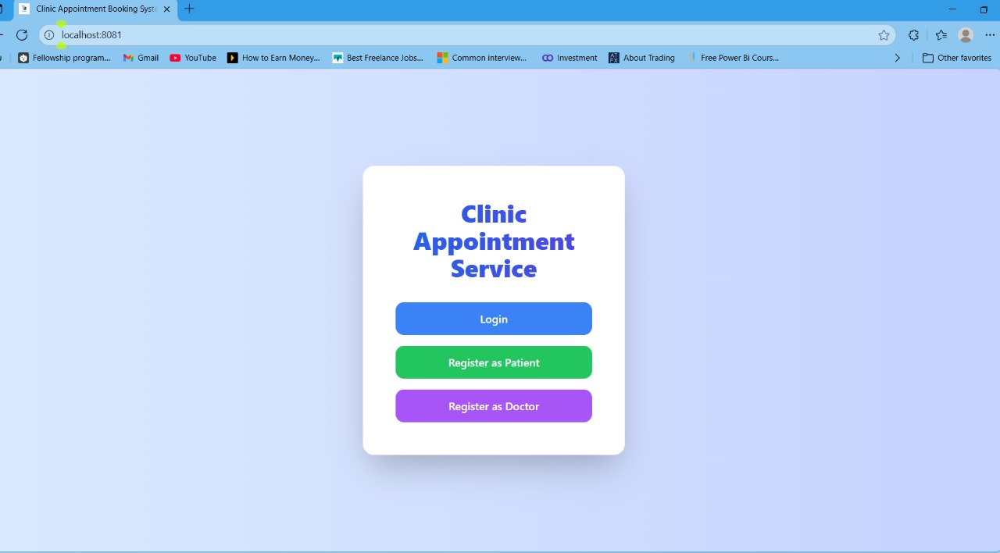 Clinic Appointment Booking Syste
localhost:8081
Fellowship program... Gmail YouTube How to Earn Money... Best Freelance Jobs... Common interview... Investment About Trading Free Power Bi Cours... Other favorites
Clinic
Appointment
Service
Login
Register as Patient
Register as Doctor